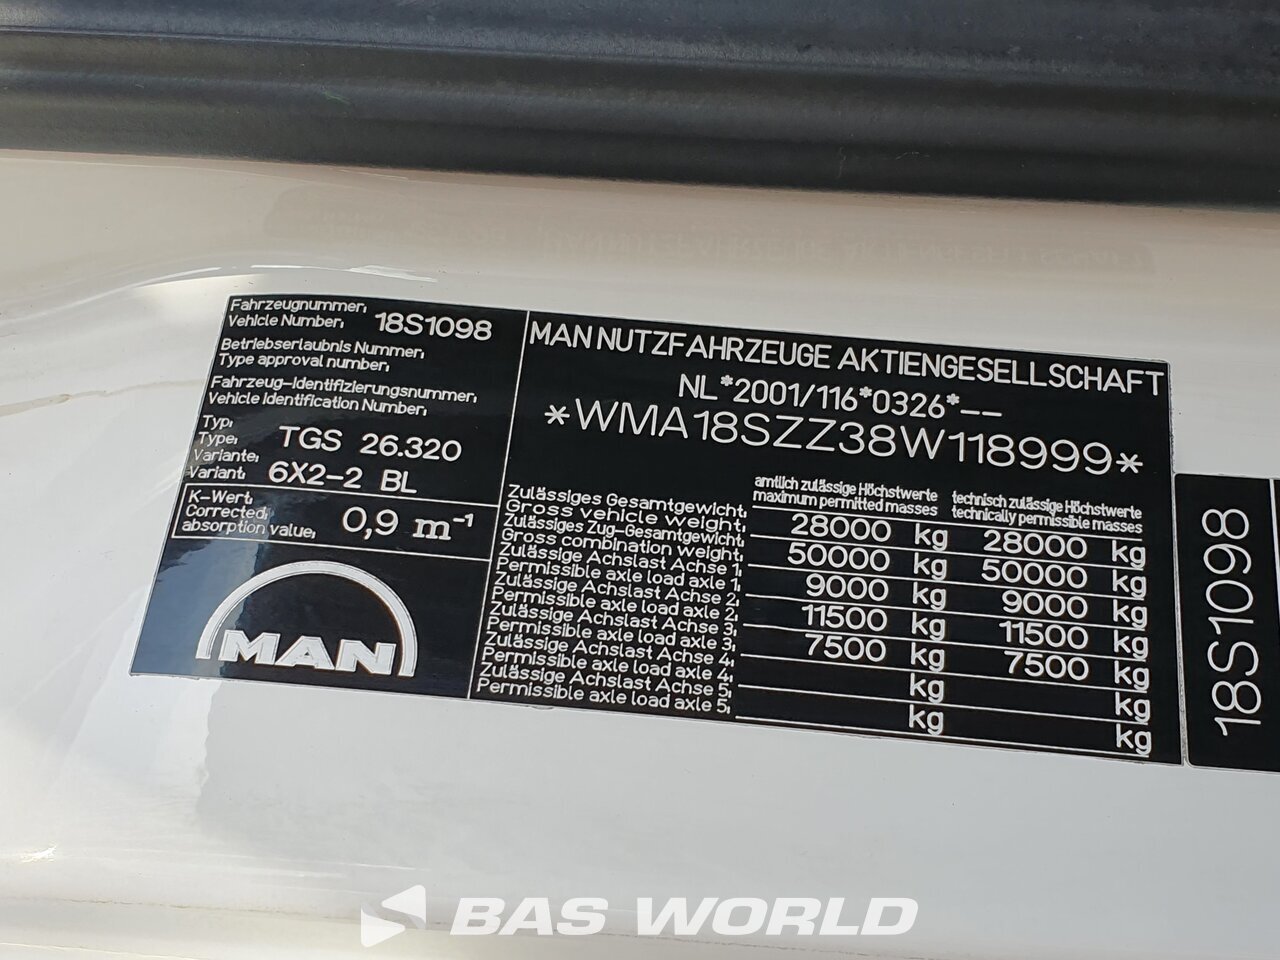 Fahrzeugnummer:
Vehicle Number: 18S1098
Betriebserlaubnis Nummer:
Type approval number:
Fahrzeug-Identifizierungsnummer:
Vehicle Identification Number:
Typ:
Type: TGS 26.320
Variante:
Variant: 6X2-2 BL
K-Wert:
Corrected
absorption value: 0,9 m⁻¹
MAN
MAN NUTZFAHRZEUGE AKTIENGESELLSCHAFT
NL*2001/116*0326*--
*WMA18SZZ38W118999*
amtlich zulässige Höchstwerte technisch zulässige Höchstwerte
maximum permitted masses technically permissible masses
Zulässiges Gesamtgewicht:
Gross vehicle weight: 28000 kg 28000 kg
Zulässiges Zug-Gesamtgewicht:
Gross combination weight: 50000 kg 50000 kg
Zulässige Achslast Achse 1:
Permissible axle load axle 1: 9000 kg 9000 kg
Zulässige Achslast Achse 2:
Permissible axle load axle 2: 11500 kg 11500 kg
Zulässige Achslast Achse 3:
Permissible axle load axle 3: 7500 kg 7500 kg
Zulässige Achslast Achse 4:
Permissible axle load axle 4: kg kg
Zulässige Achslast Achse 5:
Permissible axle load axle 5: kg kg
18S1098
BAS WORLD